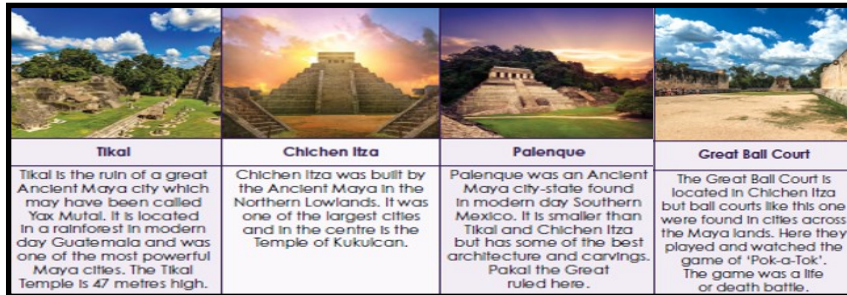 Tikal
Tikal is the ruin of a great
Ancient Maya city which
may have been called
Yax Mutal. It is located
in a rainforest in modern
day Guatemala and was
one of the most powerful
Maya cities. The Tikal
Temple is 47 metres high.
Chichen Itza
Chichen Itza was built by
the Ancient Maya in the
Northern Lowlands. It was
one of the largest cities
and in the centre is the
Temple of Kukulcan.
Palenque
Palenque was an Ancient
Maya city-state found
in modern day Southern
Mexico. It is smaller than
Tikal and Chichen Itza
but has some of the best
architecture and carvings.
Pakal the Great
ruled here.
Great Ball Court
The Great Ball Court is
located in Chichen Itza
but ball courts like this one
were found in cities across
the Maya lands. Here they
played and watched the
game of ‘Pok-a-Tok’.
The game was a life
or death battle.